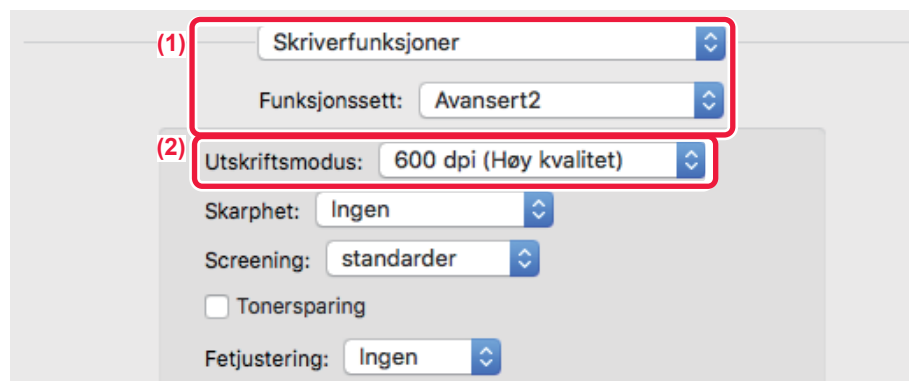 (1) Skriverfunksjoner
Funksjonssett: Avansert2
(2) Utskriftsmodus: 600 dpi (Høy kvalitet)
Skarphet: Ingen
Screening: standarder
Tonersparing
Fetjustering: Ingen